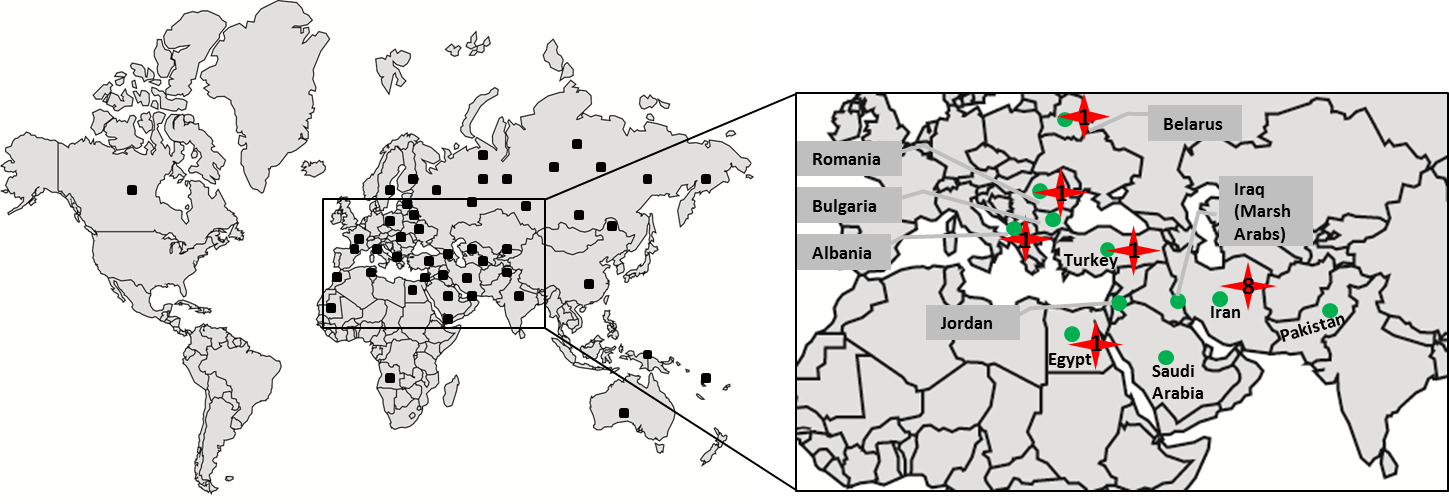 1
Belarus
Romania
1
Iraq
(Marsh
Arabs)
Bulgaria
1
Albania
1
Turkey
8
Iran
Jordan
Pakistan
1
Egypt
Saudi
Arabia